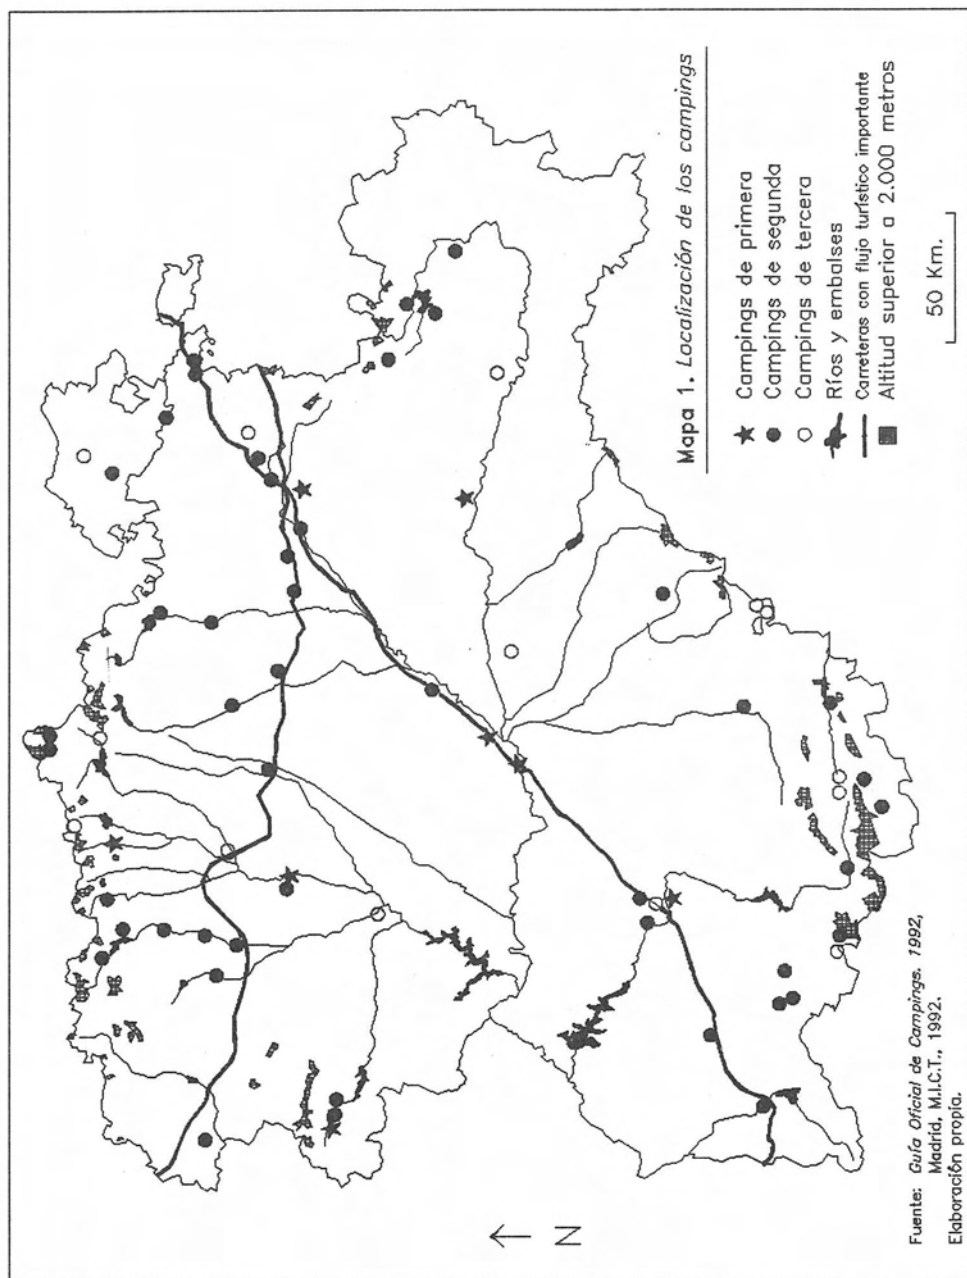 Mapa 1. Localización de los campings
Campings de primera
Campings de segunda
Campings de tercera
Ríos y embalses
Carreteras con flujo turístico importante
Altitud superior a 2.000 metros
50 Km.
N
Fuente: Guía Oficial de Campings. 1992,
Madrid, M.I.C.T., 1992.
Elaboración propia.